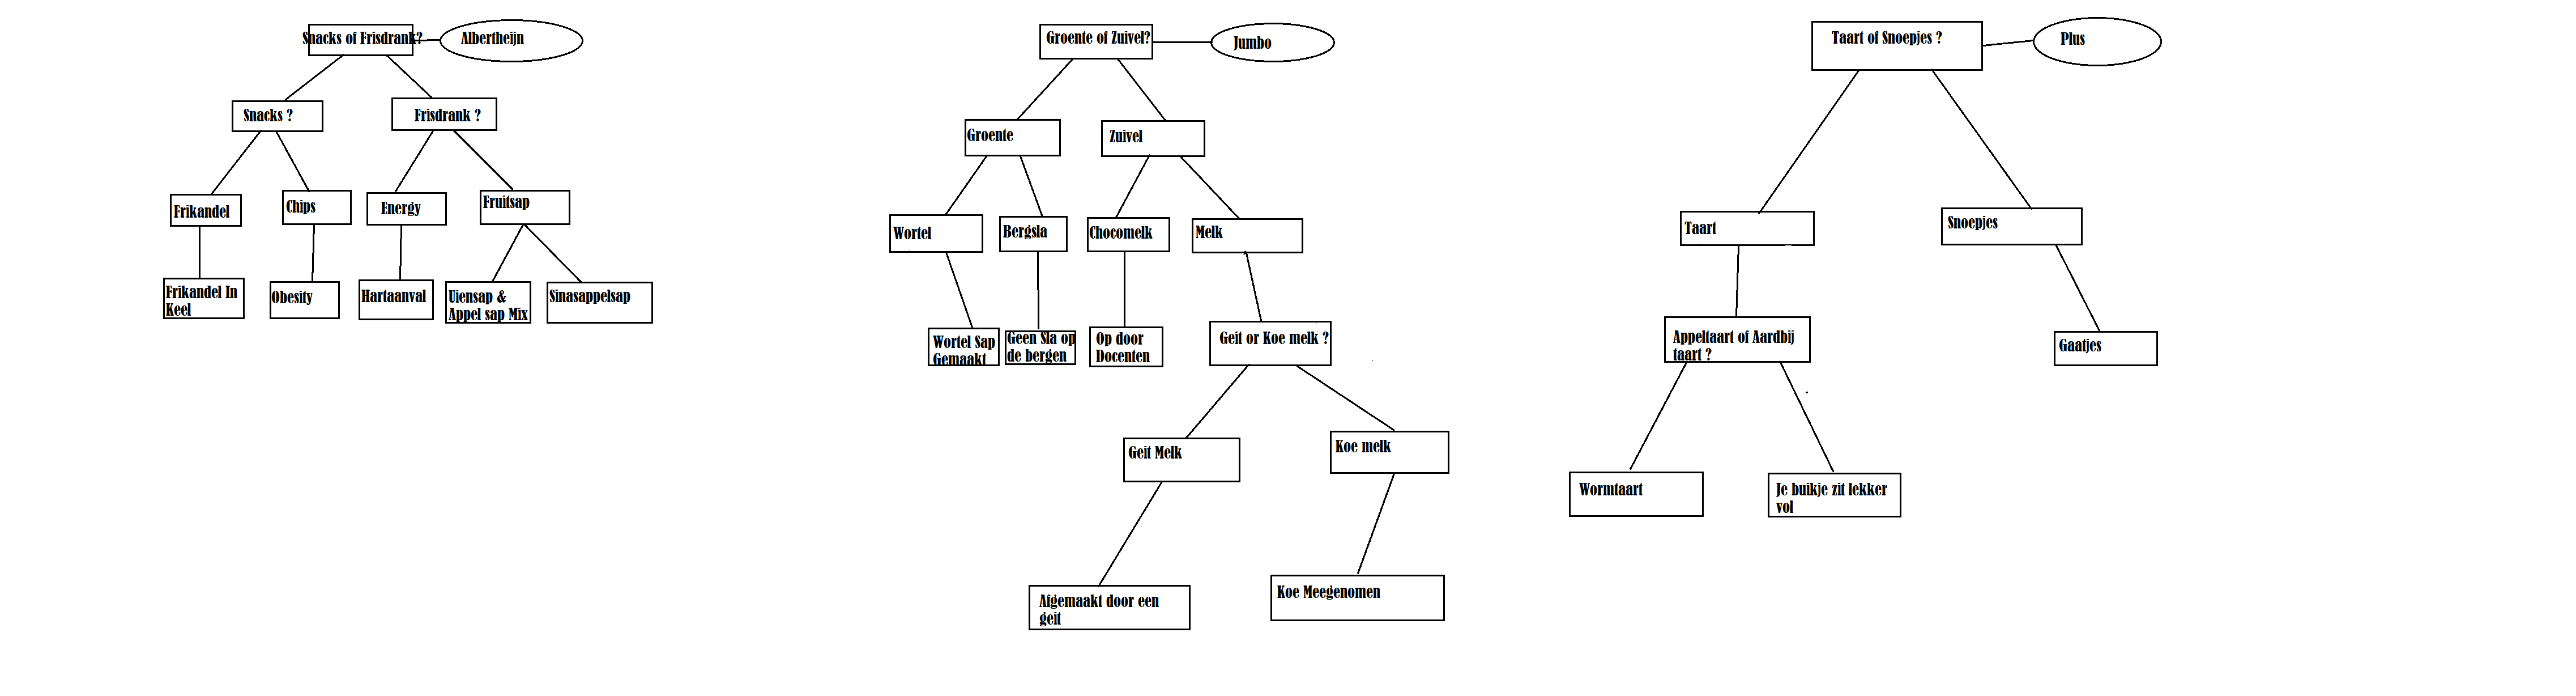 Snacks of Frisdrank?
Albertheijn
Snacks ?
Frisdrank ?
Frikandel
Chips
Energy
Fruitsap
Frikandel In
Keel
Obesity
Hartaanval
Uiensap &
Appel sap Mix
Sinasappelsap
Groente of Zuivel?
Jumbo
Groente
Zuivel
Wortel
Bergsla
Chocomelk
Melk
Wortel Sap
Gemaakt
Geen Sla op
de bergen
Op door
Docenten
Geit or Koe melk ?
Geit Melk
Koe melk
Afgemaakt door een
geit
Koe Meegenomen
Taart of Snoepjes ?
Plus
Taart
Snoepjes
Appeltaart of Aardbij
taart ?
Gaatjes
Wormtaart
Je buikje zit lekker
vol